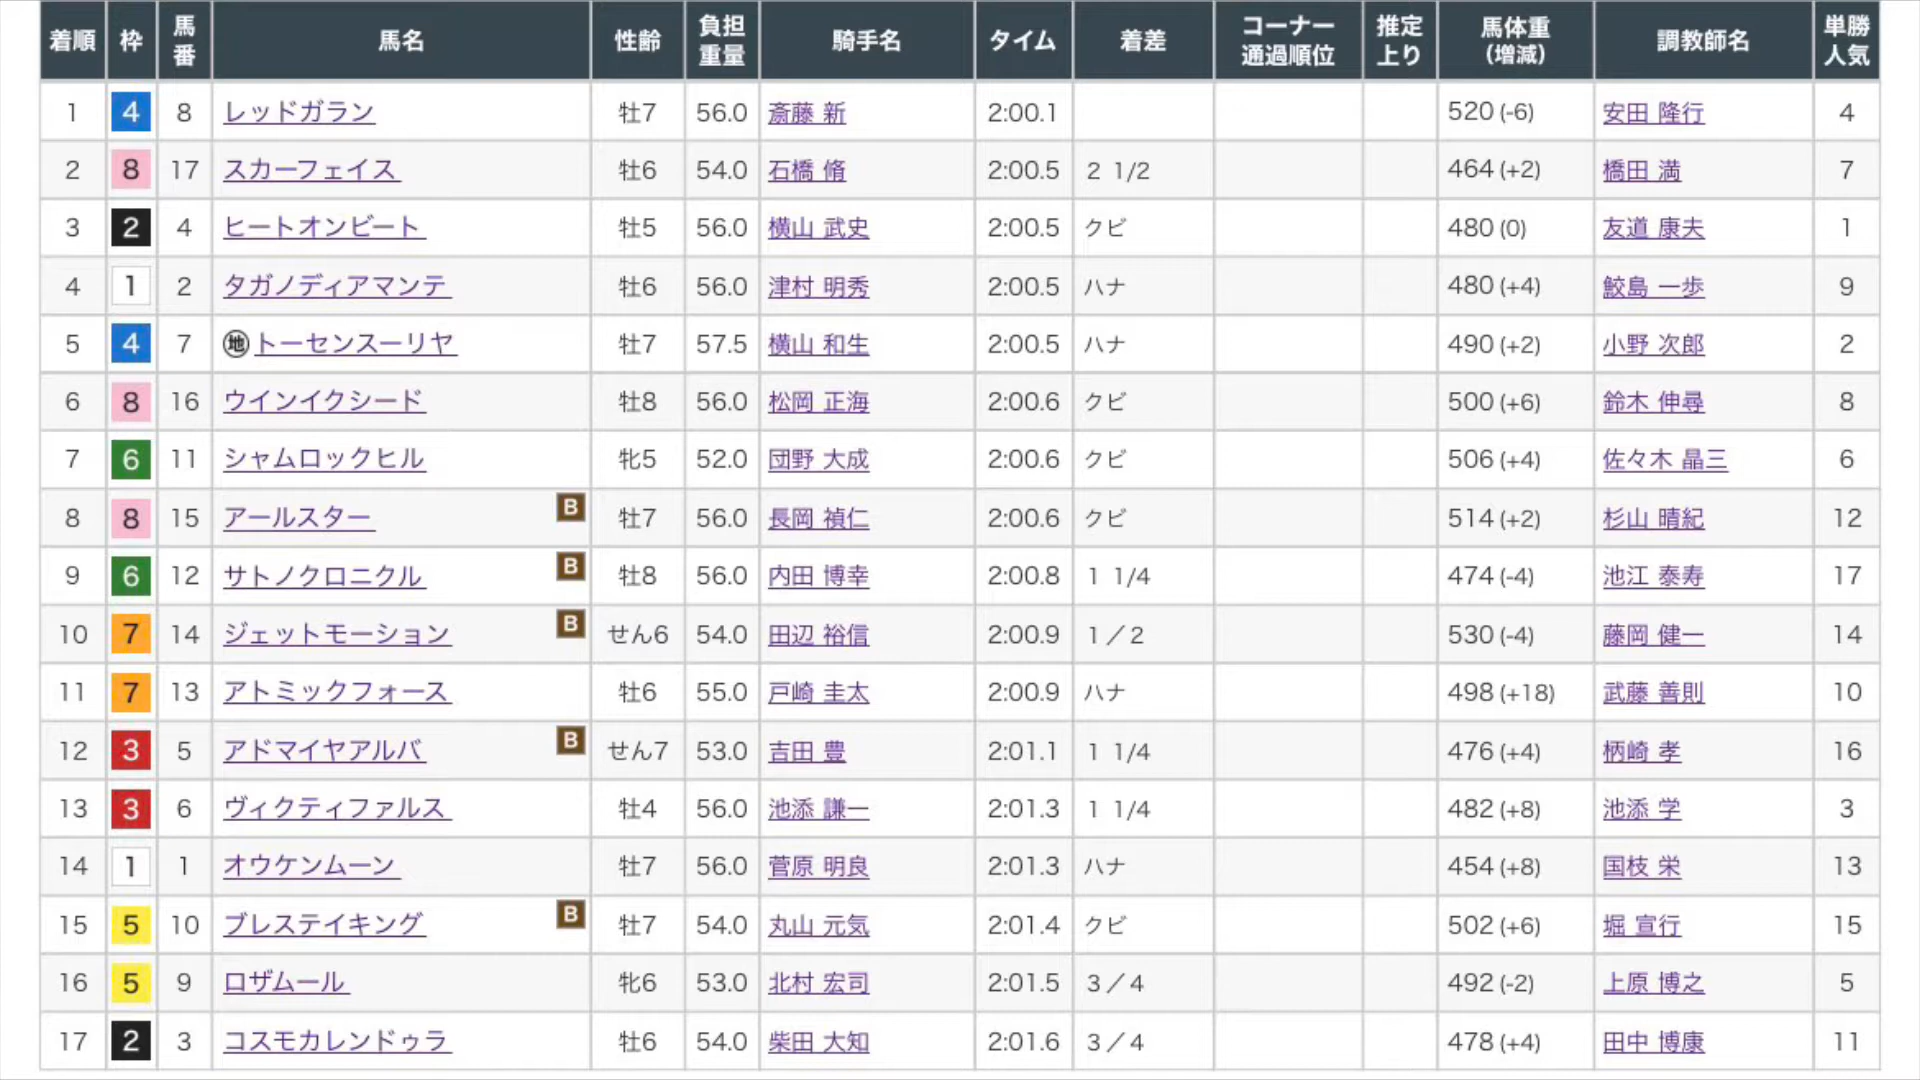 着順 枠 馬番 馬名 性齢 負担重量 騎手名 タイム 着差 コーナー通過順位 推定上り 馬体重(増減) 調教師名 単勝人気
1 4 8 レッドガラン 牡7 56.0 斎藤 新 2:00.1 520 (-6) 安田 隆行 4
2 8 17 スカーフェイス 牡6 54.0 石橋 脩 2:00.5 2 1/2 464 (+2) 橋田 満 7
3 2 4 ヒートオンビート 牡5 56.0 横山 武史 2:00.5 クビ 480 (0) 友道 康夫 1
4 1 2 タガノディアマンテ 牡6 56.0 津村 明秀 2:00.5 ハナ 480 (+4) 鮫島 一歩 9
5 4 7 地 トーセンスーリヤ 牡7 57.5 横山 和生 2:00.5 ハナ 490 (+2) 小野 次郎 2
6 8 16 ウインイクシード 牡8 56.0 松岡 正海 2:00.6 クビ 500 (+6) 鈴木 伸尋 8
7 6 11 シャムロックヒル 牝5 52.0 団野 大成 2:00.6 クビ 506 (+4) 佐々木 晶三 6
8 8 15 アールスター B 牡7 56.0 長岡 禎仁 2:00.6 クビ 514 (+2) 杉山 晴紀 12
9 6 12 サトノクロニクル B 牡8 56.0 内田 博幸 2:00.8 1 1/4 474 (-4) 池江 泰寿 17
10 7 14 ジェットモーション B せん6 54.0 田辺 裕信 2:00.9 1／2 530 (-4) 藤岡 健一 14
11 7 13 アトミックフォース 牡6 55.0 戸崎 圭太 2:00.9 ハナ 498 (+18) 武藤 善則 10
12 3 5 アドマイヤアルバ B せん7 53.0 吉田 豊 2:01.1 1 1/4 476 (+4) 柄崎 孝 16
13 3 6 ヴィクティファルス 牡4 56.0 池添 謙一 2:01.3 1 1/4 482 (+8) 池添 学 3
14 1 1 オウケンムーン 牡7 56.0 菅原 明良 2:01.3 ハナ 454 (+8) 国枝 栄 13
15 5 10 ブレステイキング B 牡7 54.0 丸山 元気 2:01.4 クビ 502 (+6) 堀 宣行 15
16 5 9 ロザムール 牝6 53.0 北村 宏司 2:01.5 3／4 492 (-2) 上原 博之 5
17 2 3 コスモカレンドゥラ 牡6 54.0 柴田 大知 2:01.6 3／4 478 (+4) 田中 博康 11